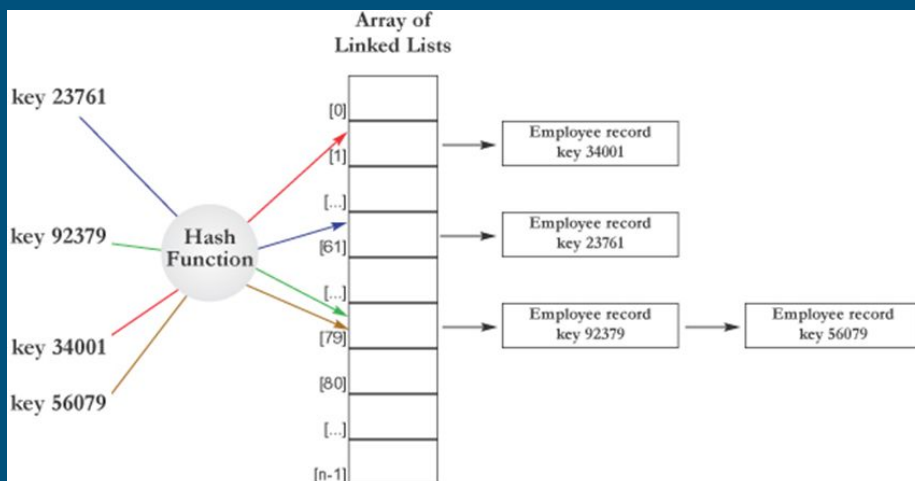 Array of
Linked Lists
key 23761
key 92379
key 34001
key 56079
Hash
Function
[0]
[1]
[...]
[61]
[...]
[79]
[80]
[...]
[n-1]
Employee record
key 34001
Employee record
key 23761
Employee record
key 92379
Employee record
key 56079